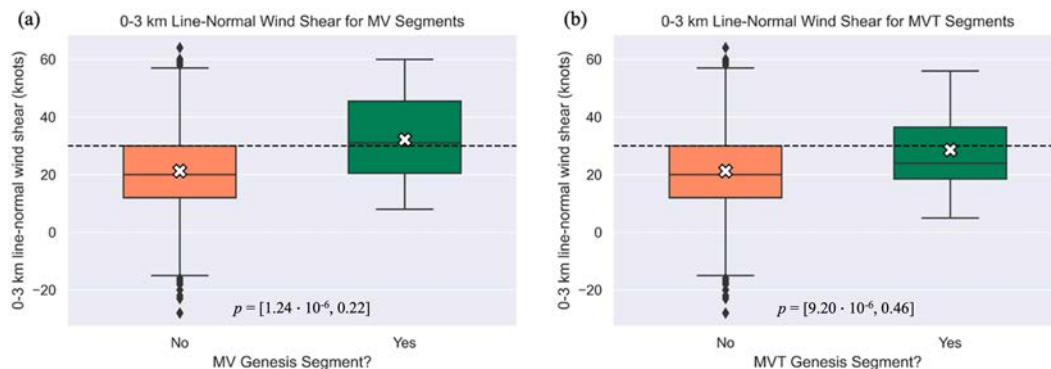 (a)
0-3 km Line-Normal Wind Shear for MV Segments
0-3 km line-normal wind shear (knots)
60
40
20
0
−20
p = [1.24 · 10⁻⁶, 0.22]
No
Yes
MV Genesis Segment?
(b)
0-3 km Line-Normal Wind Shear for MVT Segments
0-3 km line-normal wind shear (knots)
60
40
20
0
−20
p = [9.20 · 10⁻⁶, 0.46]
No
Yes
MVT Genesis Segment?